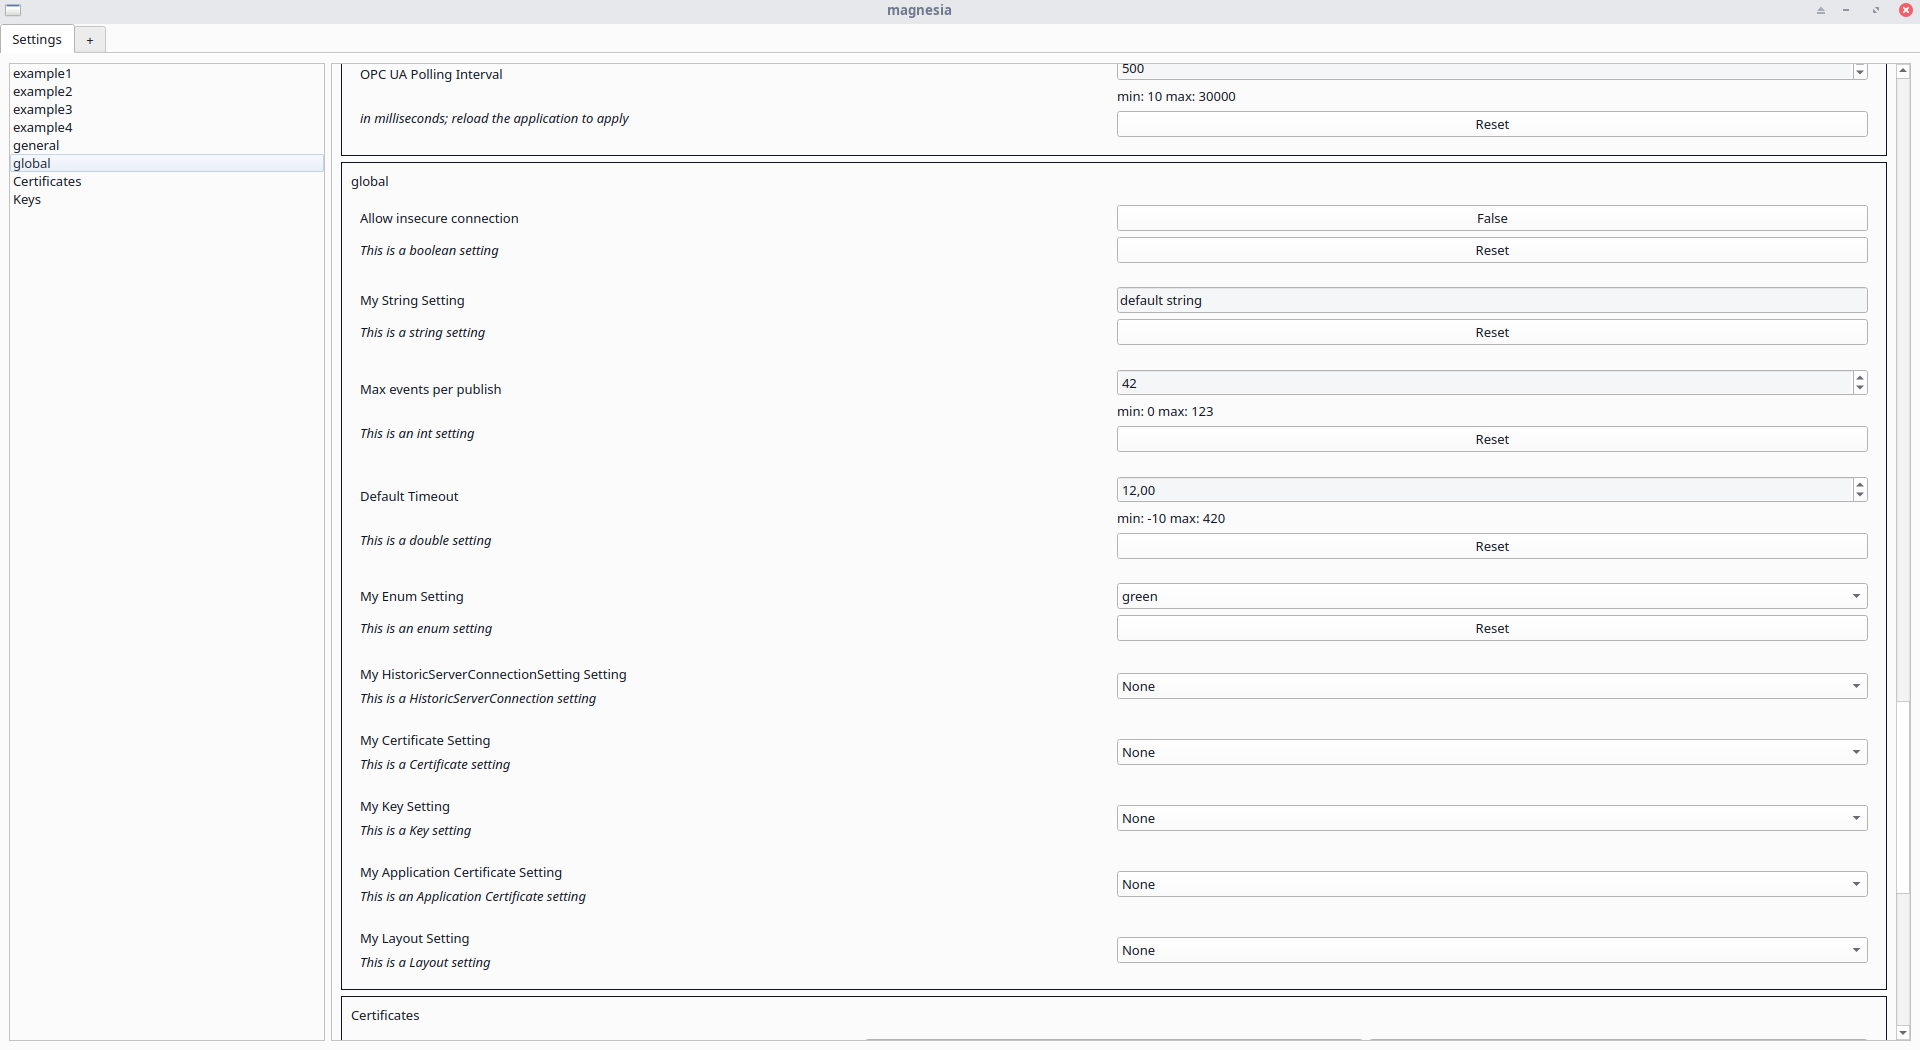 magnesia
Settings
+
example1
example2
example3
example4
general
global
Certificates
Keys
OPC UA Polling Interval
500
min: 10 max: 30000
in milliseconds; reload the application to apply
Reset
global
Allow insecure connection
False
This is a boolean setting
Reset
My String Setting
default string
This is a string setting
Reset
Max events per publish
42
min: 0 max: 123
This is an int setting
Reset
Default Timeout
12,00
min: -10 max: 420
This is a double setting
Reset
My Enum Setting
green
This is an enum setting
Reset
My HistoricServerConnectionSetting Setting
This is a HistoricServerConnection setting
None
My Certificate Setting
This is a Certificate setting
None
My Key Setting
This is a Key setting
None
My Application Certificate Setting
This is an Application Certificate setting
None
My Layout Setting
This is a Layout setting
None
Certificates